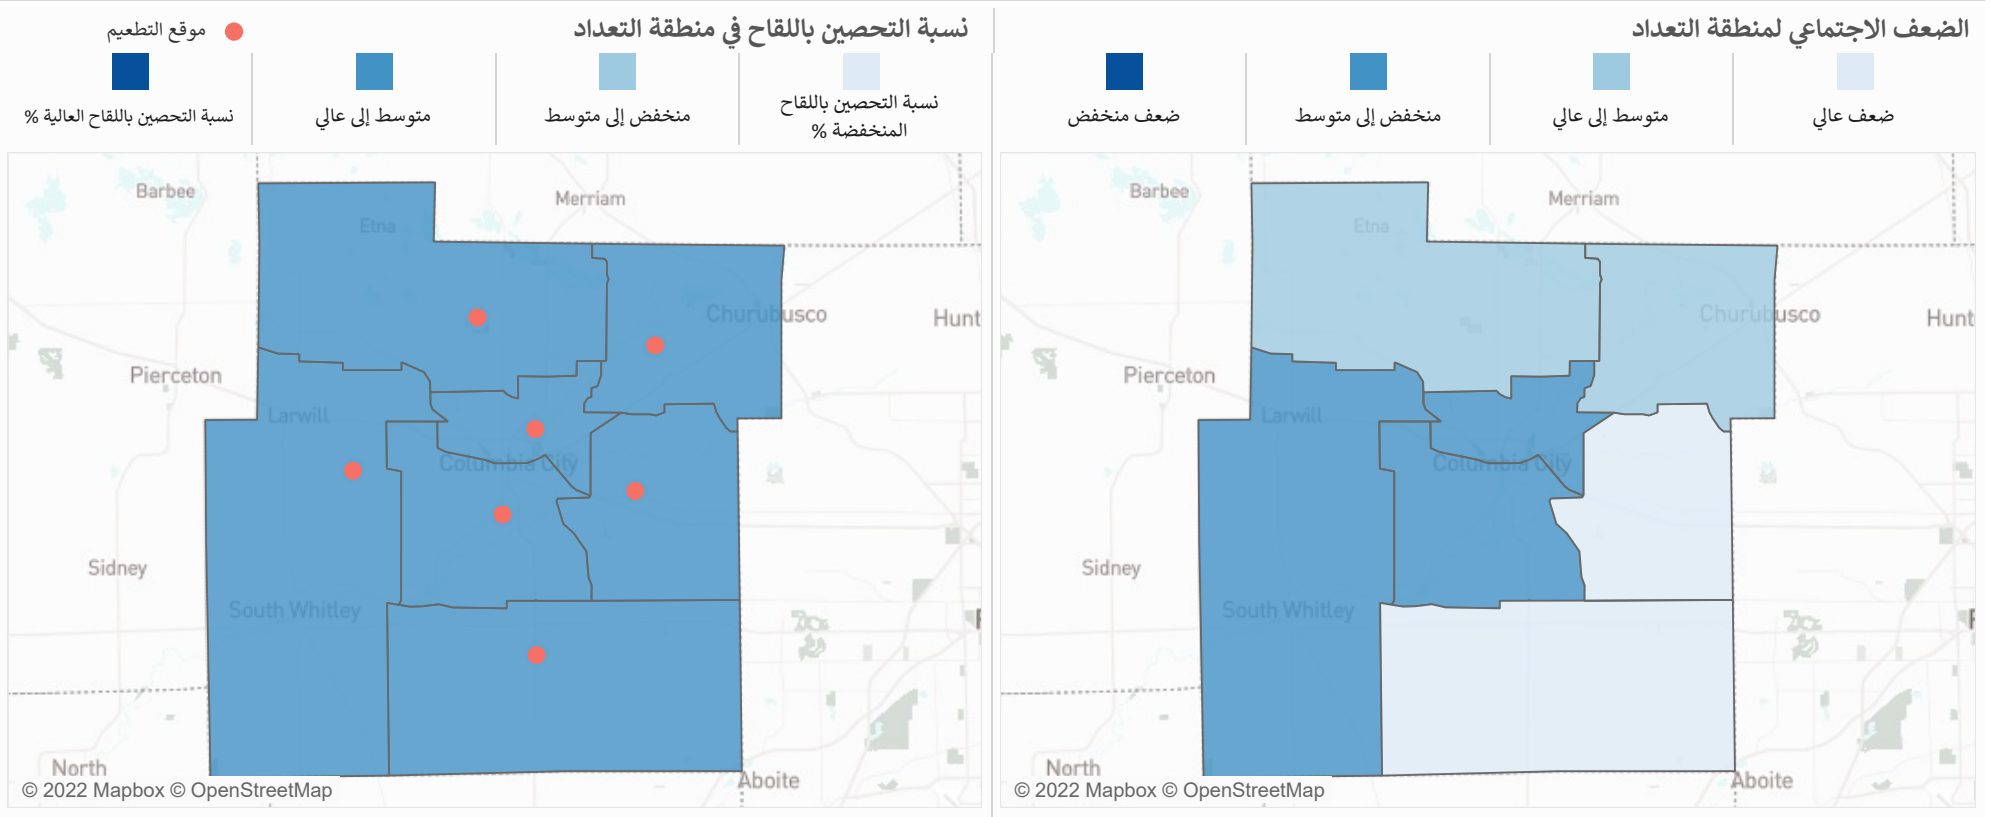 الضعف الاجتماعي لمنطقة التعداد
ضعف عالي
متوسط إلى عالي
منخفض إلى متوسط
ضعف منخفض
Barbee
Merriam
Etna
Churubusco
Hunt
Pierceton
Larwill
Columbia City
Sidney
South Whitley
North
Aboite
© 2022 Mapbox © OpenStreetMap
نسبة التحصين باللقاح في منطقة التعداد
موقع التطعيم
نسبة التحصين باللقاح
المنخفضة %
منخفض إلى متوسط
متوسط إلى عالي
نسبة التحصين باللقاح العالية %
Barbee
Merriam
Etna
Churubusco
Hunt
Pierceton
Larwill
Columbia City
Sidney
South Whitley
North
Aboite
© 2022 Mapbox © OpenStreetMap